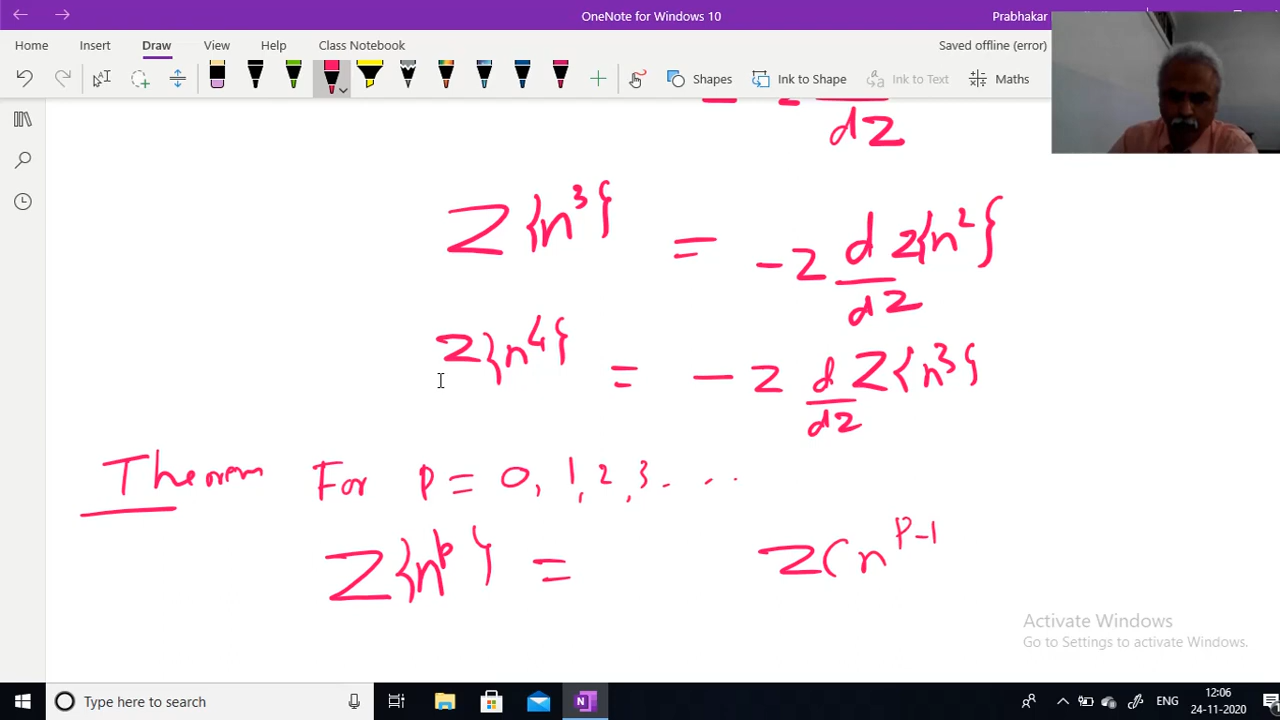 OneNote for Windows 10
Prabhakar
Home Insert Draw View Help Class Notebook Saved offline (error)
Shapes Ink to Shape Ink to Text Maths
= -z
dz
Z{n³} = -z d/dz z{n²}
z{n⁴} = -z d/dz Z{n³}
Theorem For p = 0, 1, 2, 3. ...
Z{nᵖ} = Z(n^P-1
Activate Windows
Go to Settings to activate Windows.
Type here to search
ENG
12:06
24-11-2020